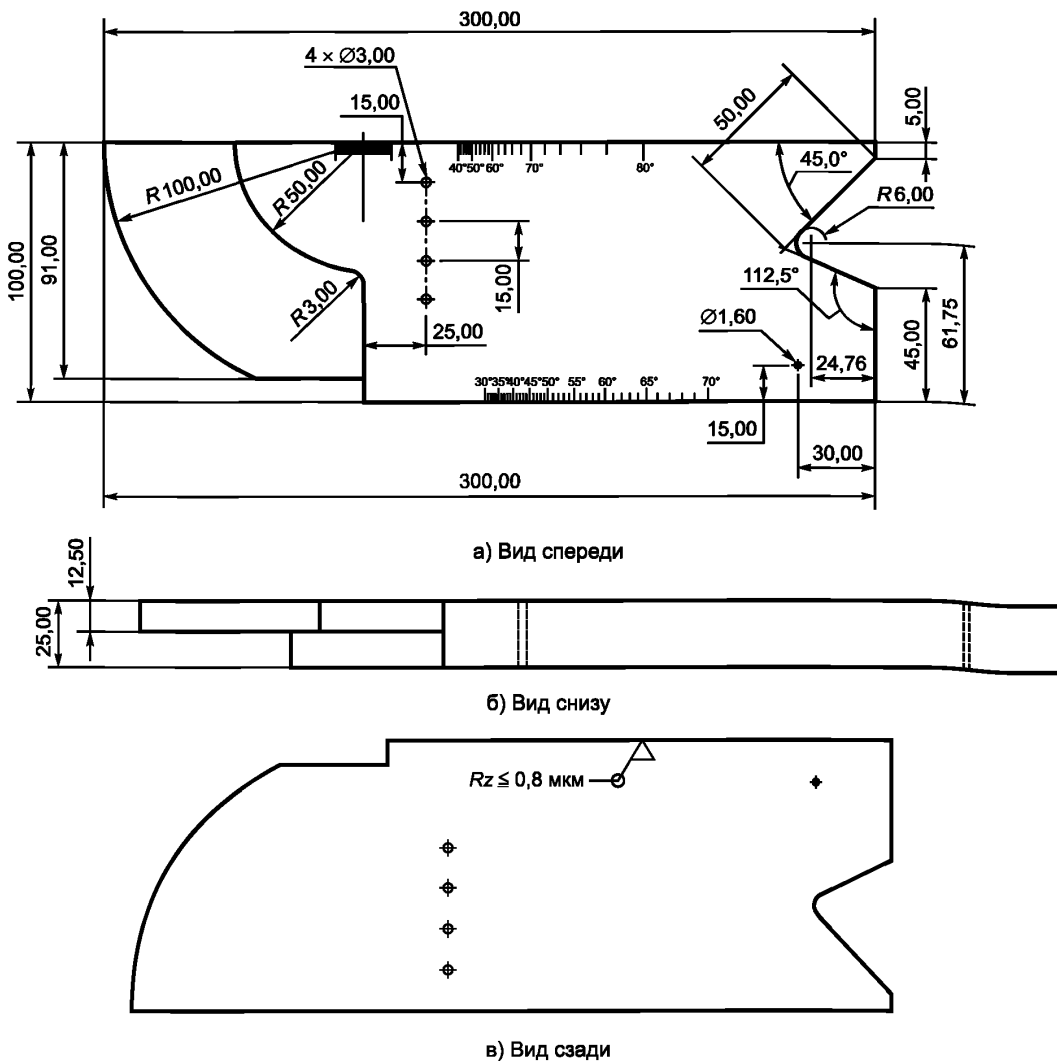 300,00
4 × Ø3,00
15,00
50,00
5,00
45,0°
R6,00
40°50°60° 70° 80°
R100,00
R50,00
100,00
91,00
R3,00
15,00
25,00
112,5°
Ø1,60
61,75
45,00
24,76
30°35°40°45°50° 55° 60° 65° 70°
15,00
30,00
300,00
а) Вид спереди
12,50
25,00
б) Вид снизу
Rz ≦ 0,8 мкм
в) Вид сзади